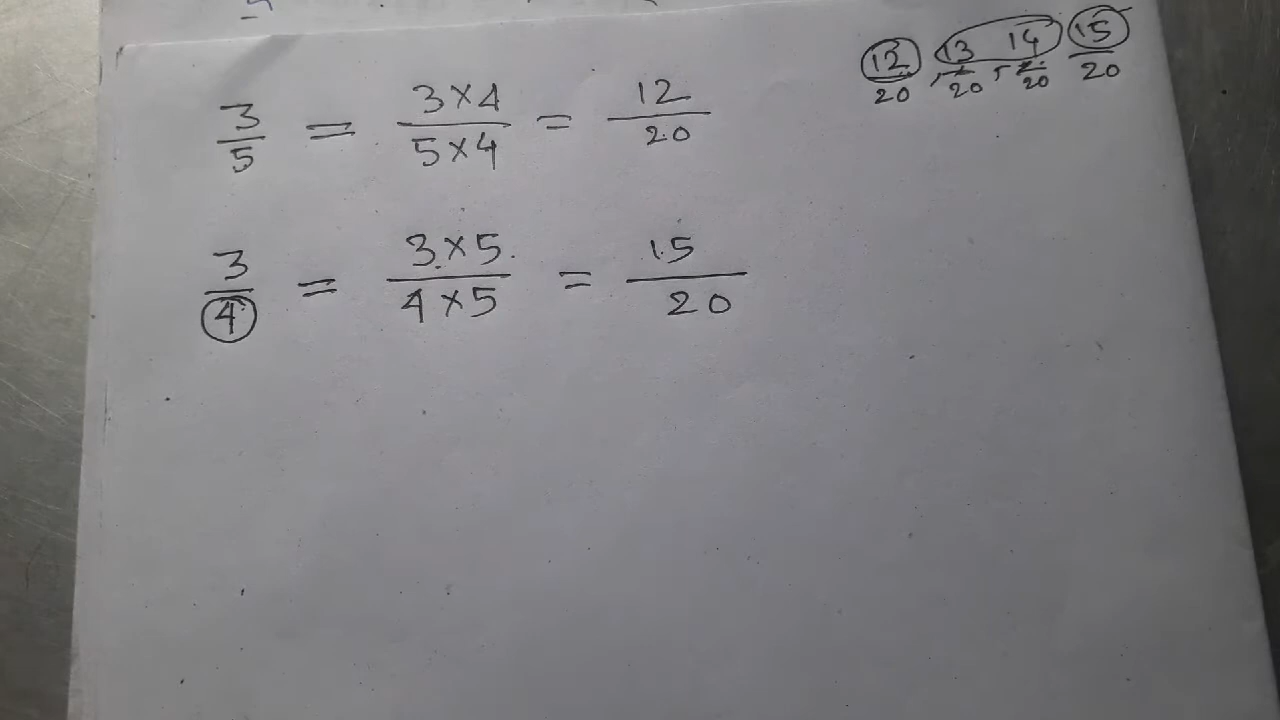 3/5 = 3×4/5×4 = 12/20
12/20, 13/20, 14/20 15/20
3/4 = 3×5/4×5 = 15/20